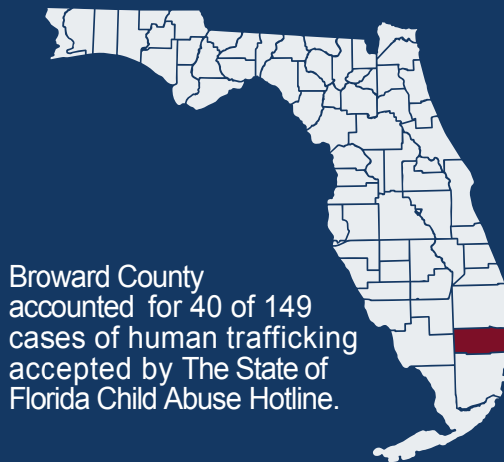 Broward County
accounted for 40 of 149
cases of human trafficking
accepted by The State of
Florida Child Abuse Hotline.